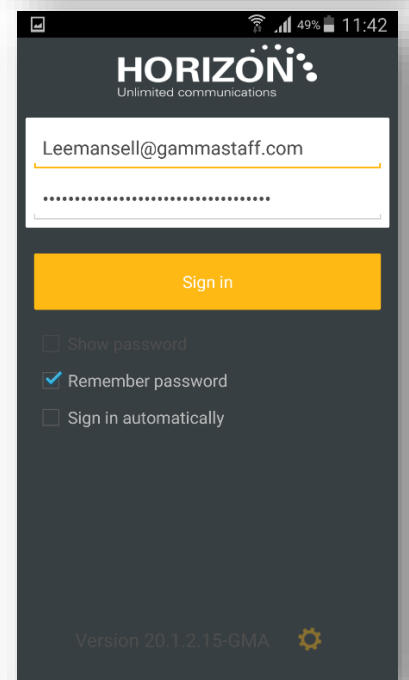 49% 11:42
HORIZON
Unlimited communications
Leemansell@gammastaff.com
••••••••••••••••••••••••••••••••••••
Sign in
Show password
Remember password
Sign in automatically
Version 20.1.2.15-GMA